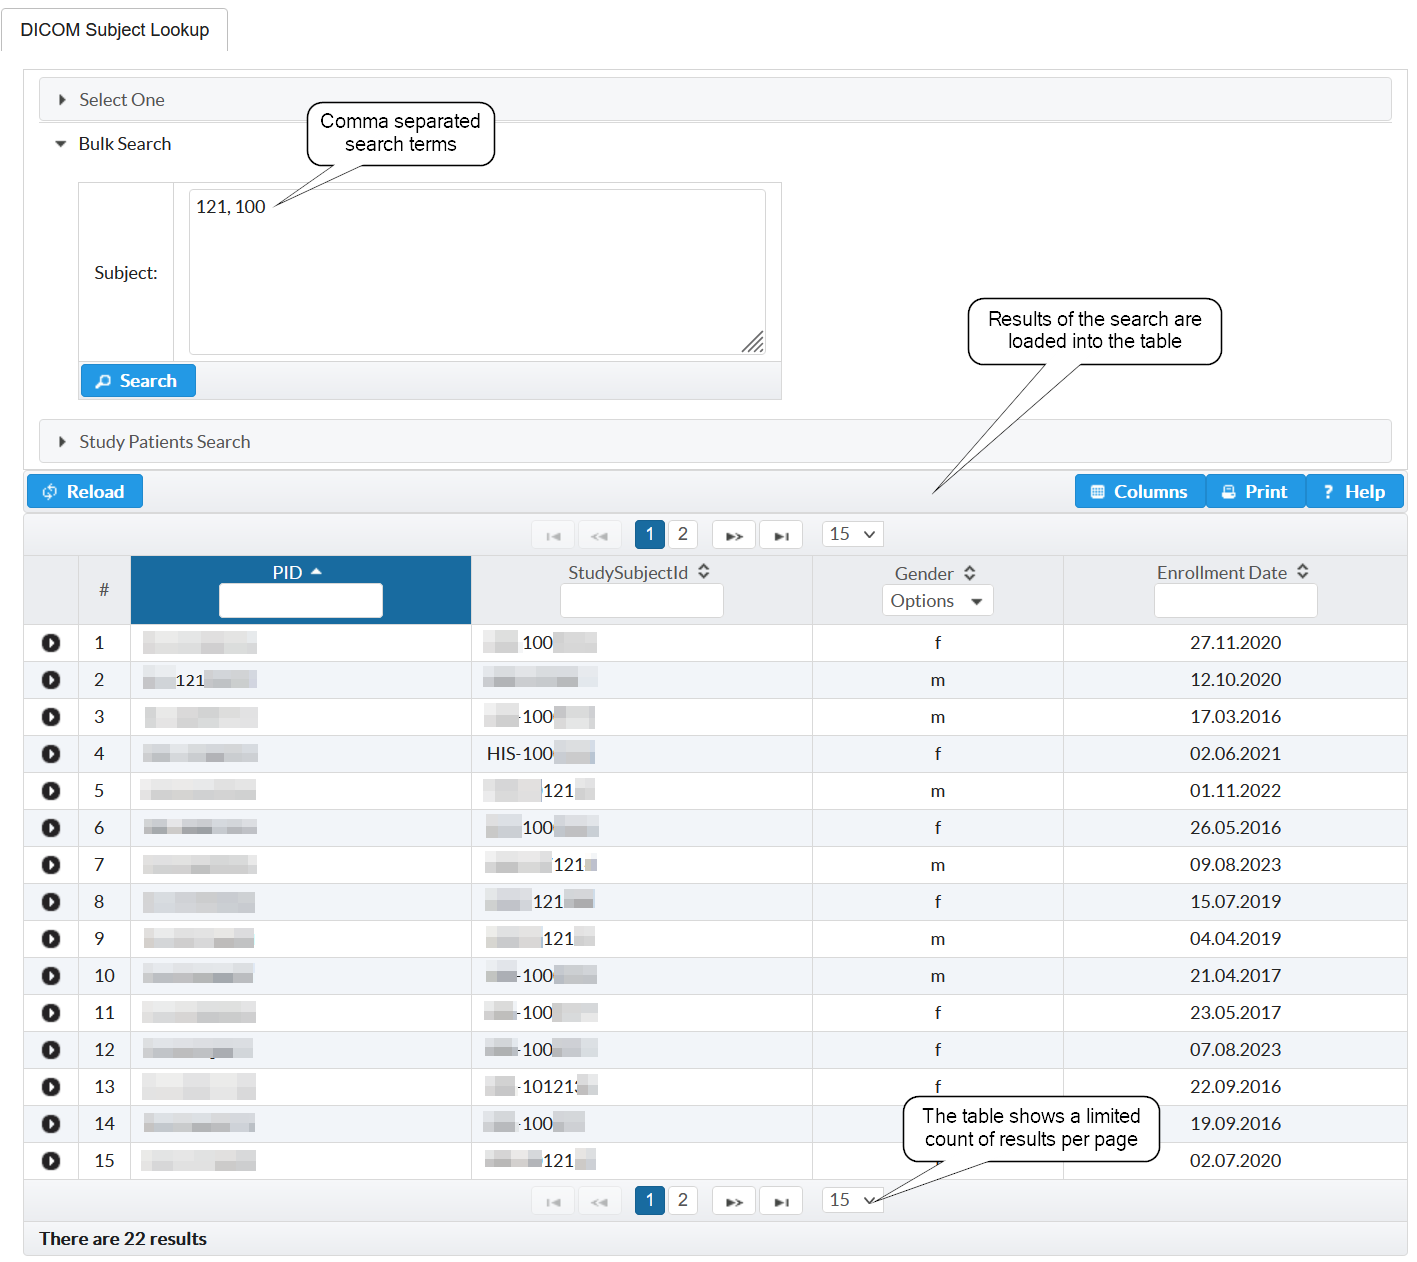 DICOM Subject Lookup
Select One
Comma separated
search terms
Bulk Search
121, 100
Subject:
Results of the search are
loaded into the table
Search
Study Patients Search
Reload Columns Print ? Help
1 2 15
# PID StudySubjectId Gender Enrollment Date
Options
1 100 f 27.11.2020
2 121 m 12.10.2020
3 -100 m 17.03.2016
4 HIS-100 f 02.06.2021
5 121 m 01.11.2022
6 100 f 26.05.2016
7 121 m 09.08.2023
8 121 f 15.07.2019
9 121 m 04.04.2019
10 -100 m 21.04.2017
11 -100 f 23.05.2017
12 -100 f 07.08.2023
13 -10121 f 22.09.2016
14 -100 19.09.2016
15 121 02.07.2020
The table shows a limited
count of results per page
1 2 15
There are 22 results